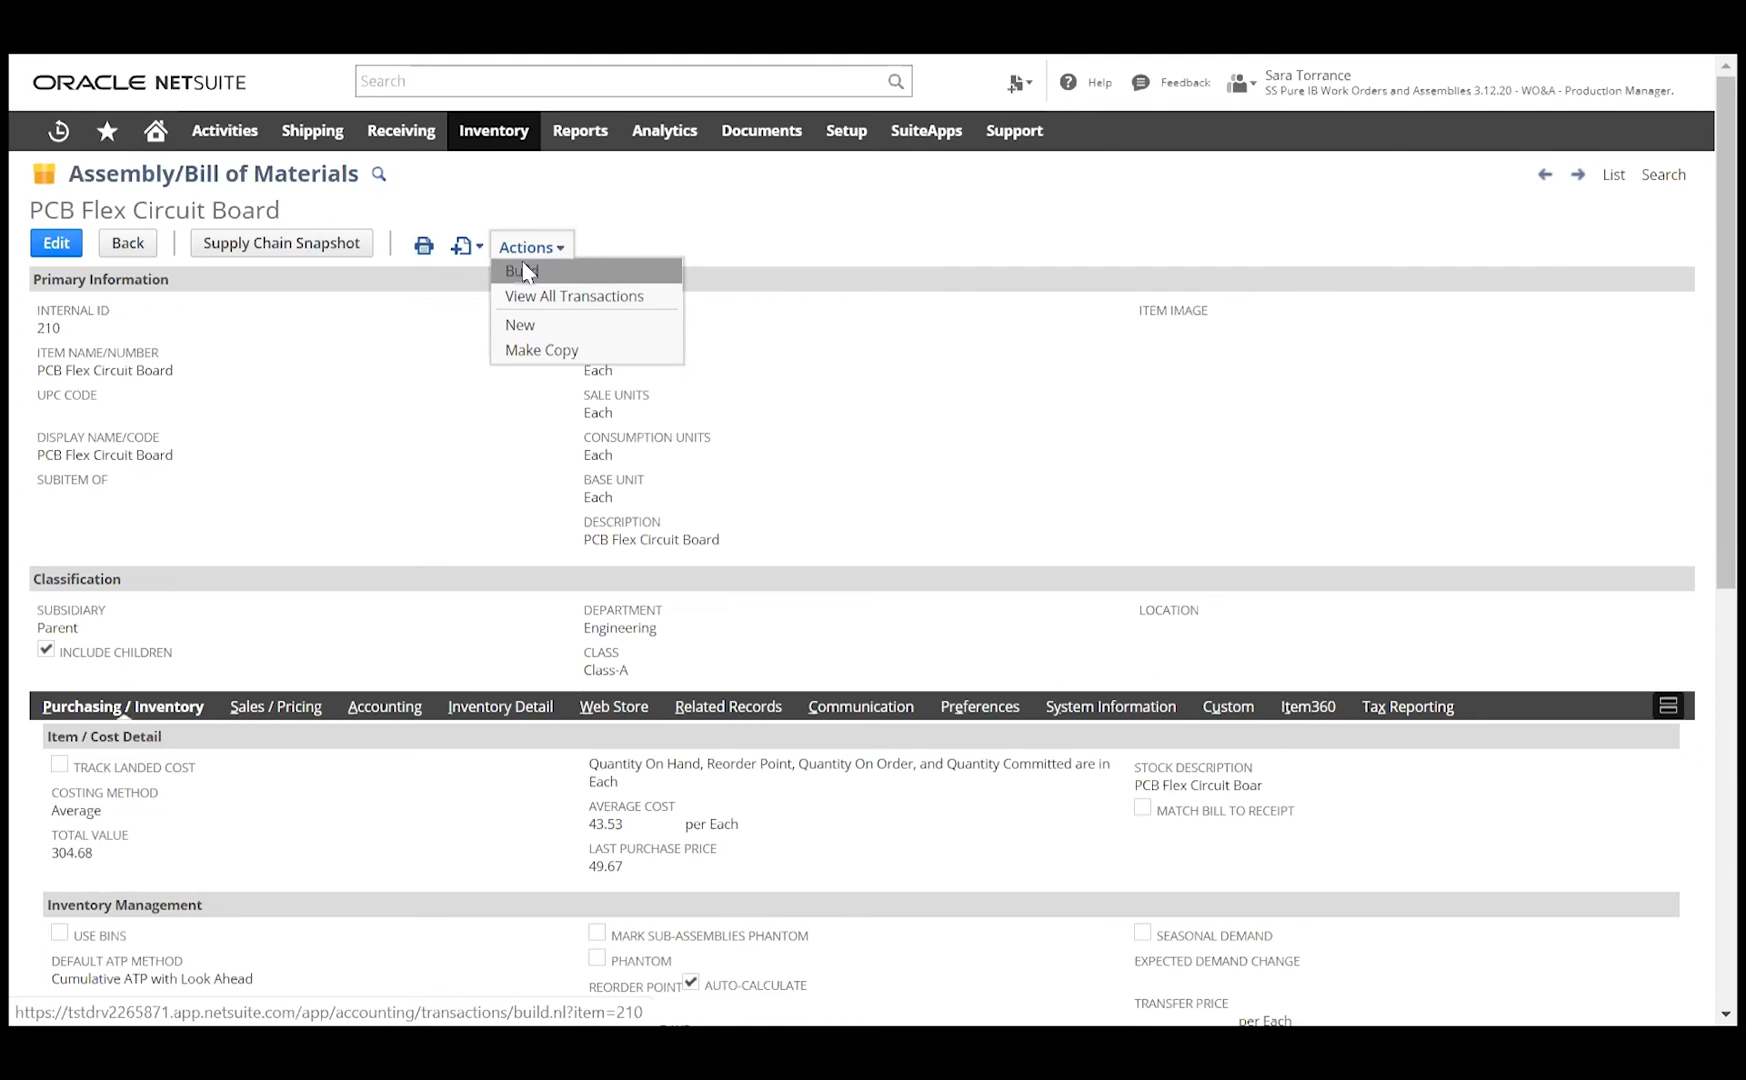 ORACLE NETSUITE
Search
Help
Feedback
Sara Torrance
SS Pure IB Work Orders and Assemblies 3.12.20 - WO&A - Production Manager.
Activities
Shipping
Receiving
Inventory
Reports
Analytics
Documents
Setup
SuiteApps
Support
Assembly/Bill of Materials
List
Search
PCB Flex Circuit Board
Edit
Back
Supply Chain Snapshot
Actions
Build
View All Transactions
New
Make Copy
Primary Information
INTERNAL ID
210
ITEM NAME/NUMBER
PCB Flex Circuit Board
UPC CODE
DISPLAY NAME/CODE
PCB Flex Circuit Board
SUBITEM OF
Each
SALE UNITS
Each
CONSUMPTION UNITS
Each
BASE UNIT
Each
DESCRIPTION
PCB Flex Circuit Board
ITEM IMAGE
Classification
SUBSIDIARY
Parent
INCLUDE CHILDREN
DEPARTMENT
Engineering
CLASS
Class-A
LOCATION
Purchasing / Inventory
Sales / Pricing
Accounting
Inventory Detail
Web Store
Related Records
Communication
Preferences
System Information
Custom
Item360
Tax Reporting
Item / Cost Detail
TRACK LANDED COST
COSTING METHOD
Average
TOTAL VALUE
304.68
Quantity On Hand, Reorder Point, Quantity On Order, and Quantity Committed are in
Each
AVERAGE COST
43.53 per Each
LAST PURCHASE PRICE
49.67
STOCK DESCRIPTION
PCB Flex Circuit Boar
MATCH BILL TO RECEIPT
Inventory Management
USE BINS
DEFAULT ATP METHOD
Cumulative ATP with Look Ahead
MARK SUB-ASSEMBLIES PHANTOM
PHANTOM
REORDER POINT
AUTO-CALCULATE
SEASONAL DEMAND
EXPECTED DEMAND CHANGE
TRANSFER PRICE
per Each
https://tstdrv2265871.app.netsuite.com/app/accounting/transactions/build.nl?item=210